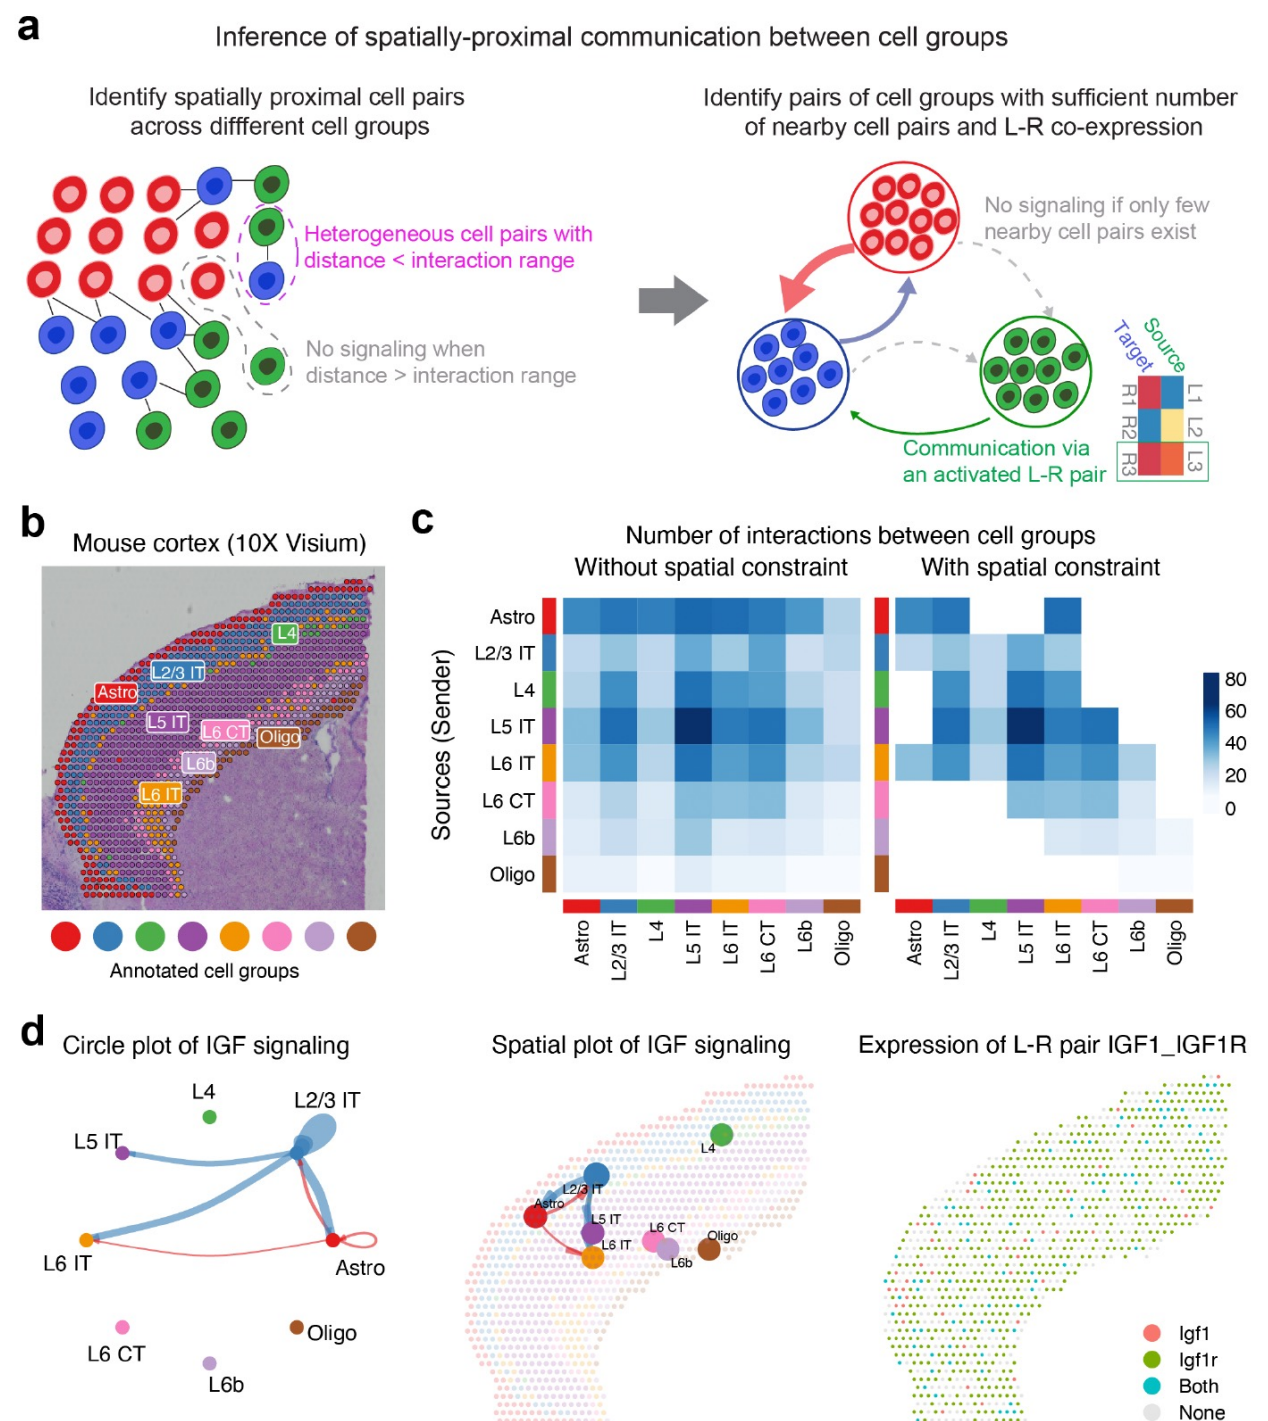 a
Inference of spatially-proximal communication between cell groups
Identify spatially proximal cell pairs
across diffferent cell groups
Heterogeneous cell pairs with
distance < interaction range
No signaling when
distance > interaction range
Identify pairs of cell groups with sufficient number
of nearby cell pairs and L-R co-expression
No signaling if only few
nearby cell pairs exist
Communication via
an activated L-R pair
Target
Source
R1
L1
R2
L2
R3
L3
b
Mouse cortex (10X Visium)
L4
L2/3 IT
Astro
L5 IT
L6 CT
Oligo
L6b
L6 IT
Annotated cell groups
c
Number of interactions between cell groups
Without spatial constraint
With spatial constraint
Sources (Sender)
Astro
L2/3 IT
L4
L5 IT
L6 IT
L6 CT
L6b
Oligo
Astro
L2/3 IT
L4
L5 IT
L6 IT
L6 CT
L6b
Oligo
Astro
L2/3 IT
L4
L5 IT
L6 IT
L6 CT
L6b
Oligo
80
60
40
20
0
d
Circle plot of IGF signaling
L4
L2/3 IT
L5 IT
L6 IT
Astro
L6 CT
Oligo
L6b
Spatial plot of IGF signaling
L4
L2/3 IT
Astro
L5 IT
L6 CT
L6 IT
Oligo
L6b
Expression of L-R pair IGF1_IGF1R
Igf1
Igf1r
Both
None